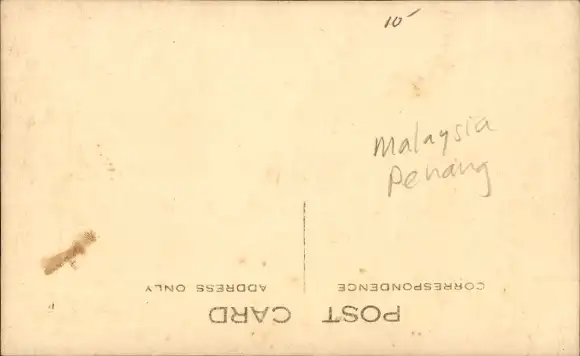 10-
Malaysia
Penang
POST CARD
CORRESPONDENCE
ADDRESS ONLY